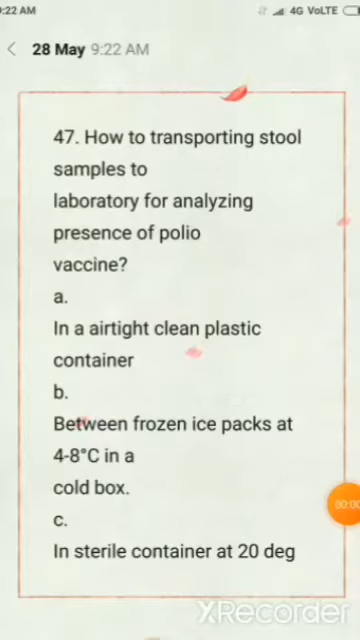 :22 AM
4G VoLTE
28 May 9:22 AM
47. How to transporting stool
samples to
laboratory for analyzing
presence of polio
vaccine?
a.
In a airtight clean plastic
container
b.
Between frozen ice packs at
4-8°C in a
cold box.
c.
In sterile container at 20 deg
00:00
XRecorder